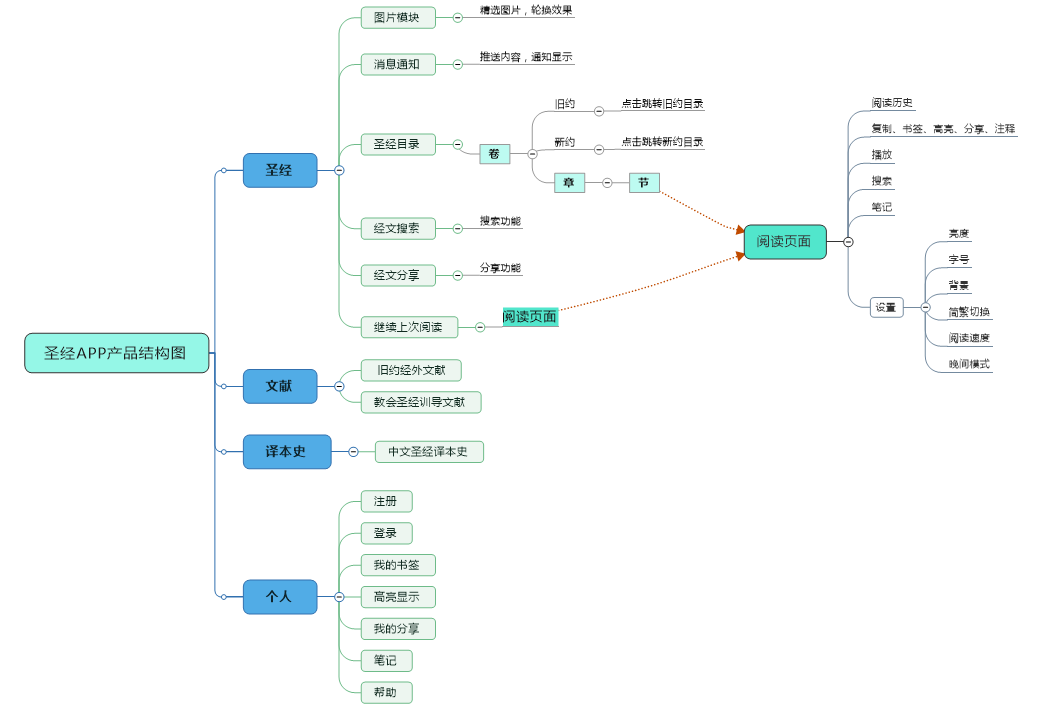 圣经APP产品结构图
圣经
图片模块
精选图片，轮换效果
消息通知
推送内容，通知显示
圣经目录
卷
旧约
点击跳转旧约目录
新约
点击跳转新约目录
章
节
经文搜索
搜索功能
经文分享
分享功能
继续上次阅读
阅读页面
阅读页面
阅读历史
复制、书签、高亮、分享、注释
播放
搜索
笔记
设置
亮度
字号
背景
简繁切换
阅读速度
晚间模式
文献
旧约经外文献
教会圣经训导文献
译本史
中文圣经译本史
个人
注册
登录
我的书签
高亮显示
我的分享
笔记
帮助